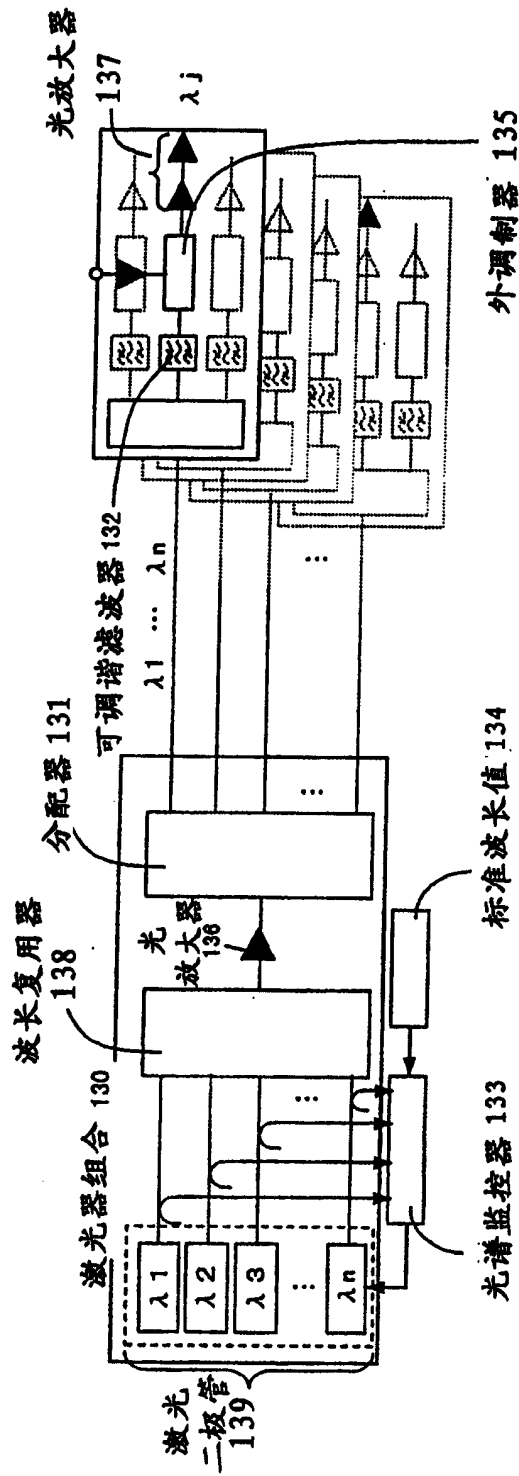 激光器组合 130
波长复用器
138
分配器 131
可调谐滤波器 132
光放大器
137
λj
λ1 … λn
光
放大器
136
λ1
λ2
λ3
…
λn
…
…
…
激光
二极管
139
光谱监控器 133
标准波长值 134
外调制器 135